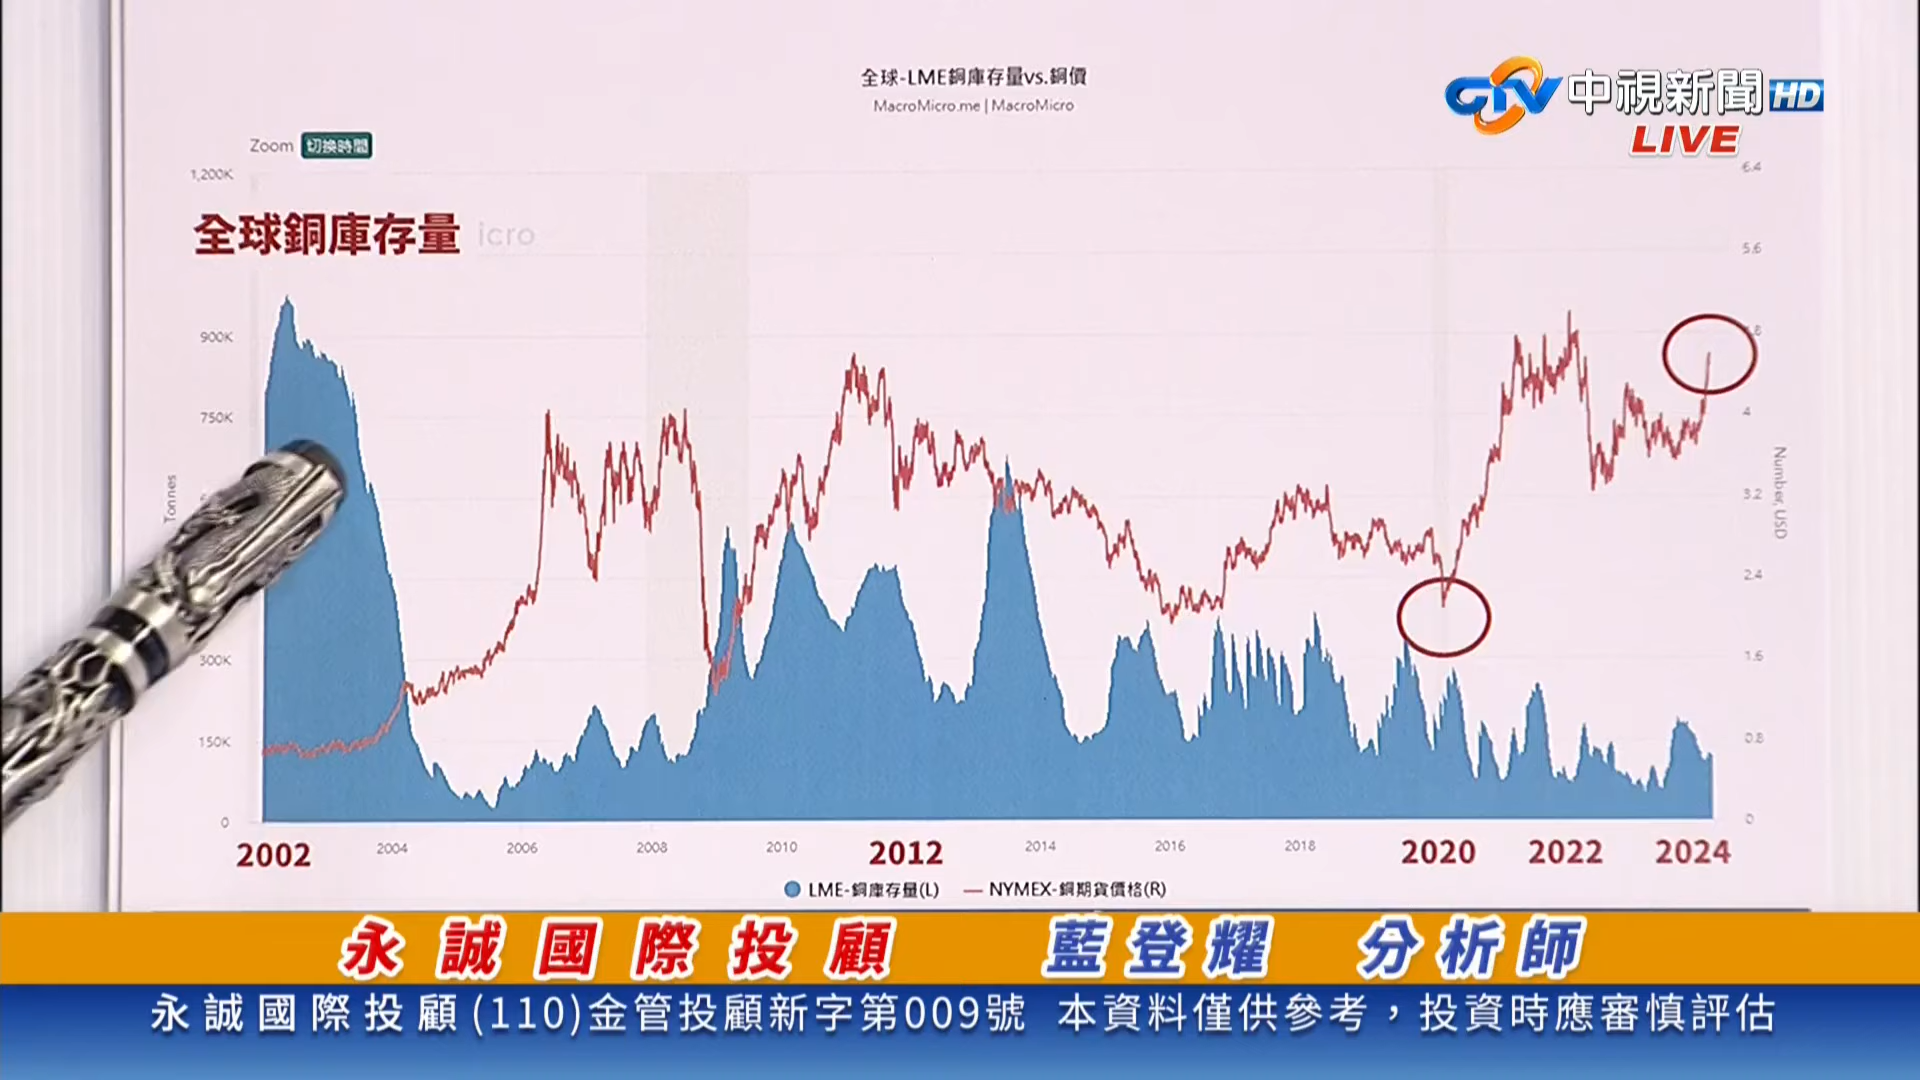 全球-LME銅庫存量vs.銅價
MacroMicro.me | MacroMicro
CTV中視新聞HD
LIVE
Zoom 切換時間
1,200K
6.4
全球銅庫存量 icro
5.6
900K
750K
4
Tonnes
3.2
Number, USD
2.4
300K
1.6
150K
0.8
0
0
2002 2004 2006 2008 2010 2012 2014 2016 2018 2020 2022 2024
LME-銅庫存量(L) NYMEX-銅期貨價格(R)
永誠國際投顧 藍登耀 分析師
永誠國際投顧(110)金管投顧新字第009號 本資料僅供參考，投資時應審慎評估